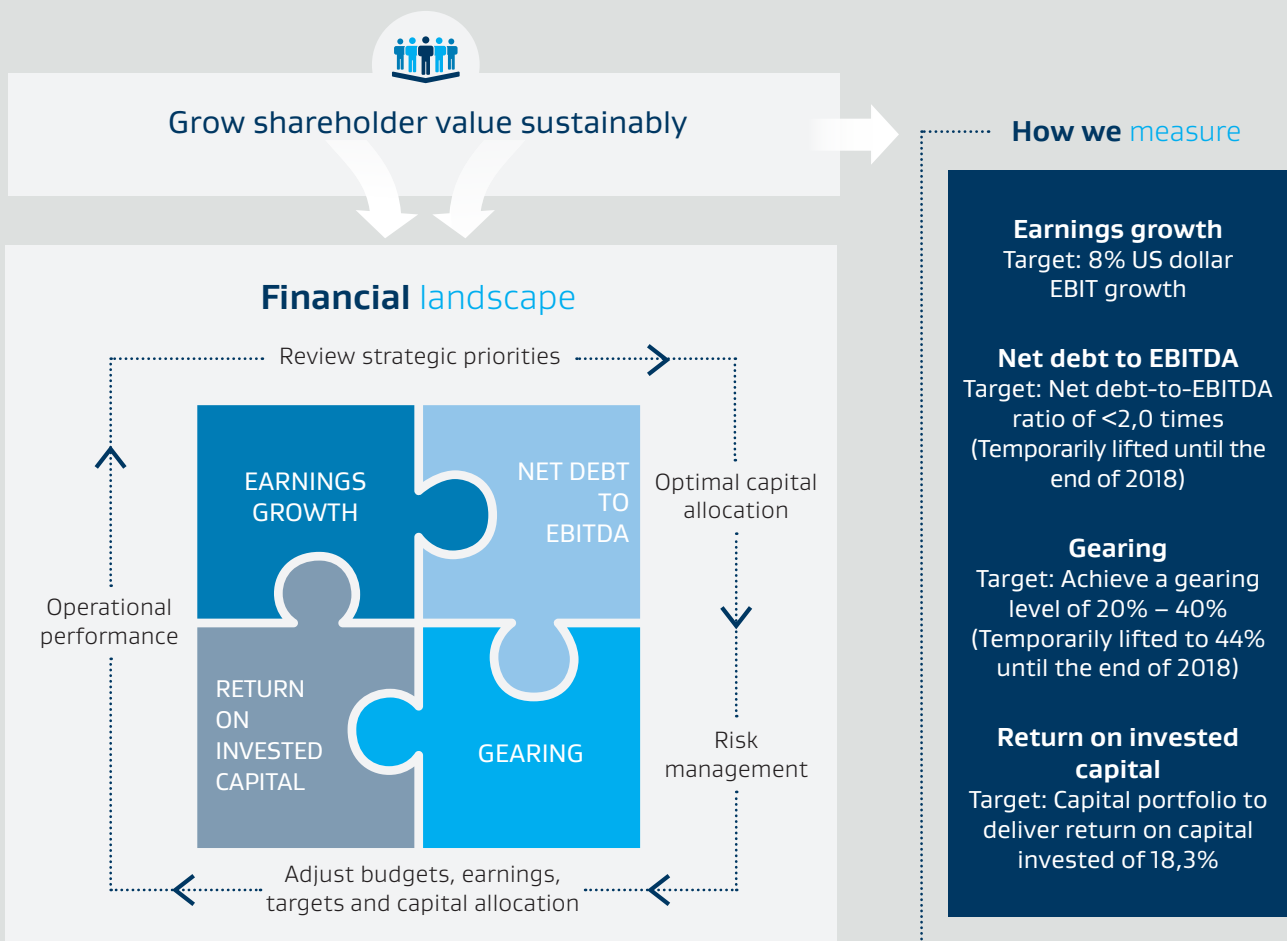 Grow shareholder value sustainably
Financial landscape
Review strategic priorities
EARNINGS
GROWTH
NET DEBT
TO
EBITDA
Optimal capital
allocation
Operational
performance
RETURN
ON
INVESTED
CAPITAL
GEARING
Risk
management
Adjust budgets, earnings,
targets and capital allocation
How we measure
Earnings growth
Target: 8% US dollar
EBIT growth
Net debt to EBITDA
Target: Net debt-to-EBITDA
ratio of <2,0 times
(Temporarily lifted until the
end of 2018)
Gearing
Target: Achieve a gearing
level of 20% – 40%
(Temporarily lifted to 44%
until the end of 2018)
Return on invested
capital
Target: Capital portfolio to
deliver return on capital
invested of 18,3%